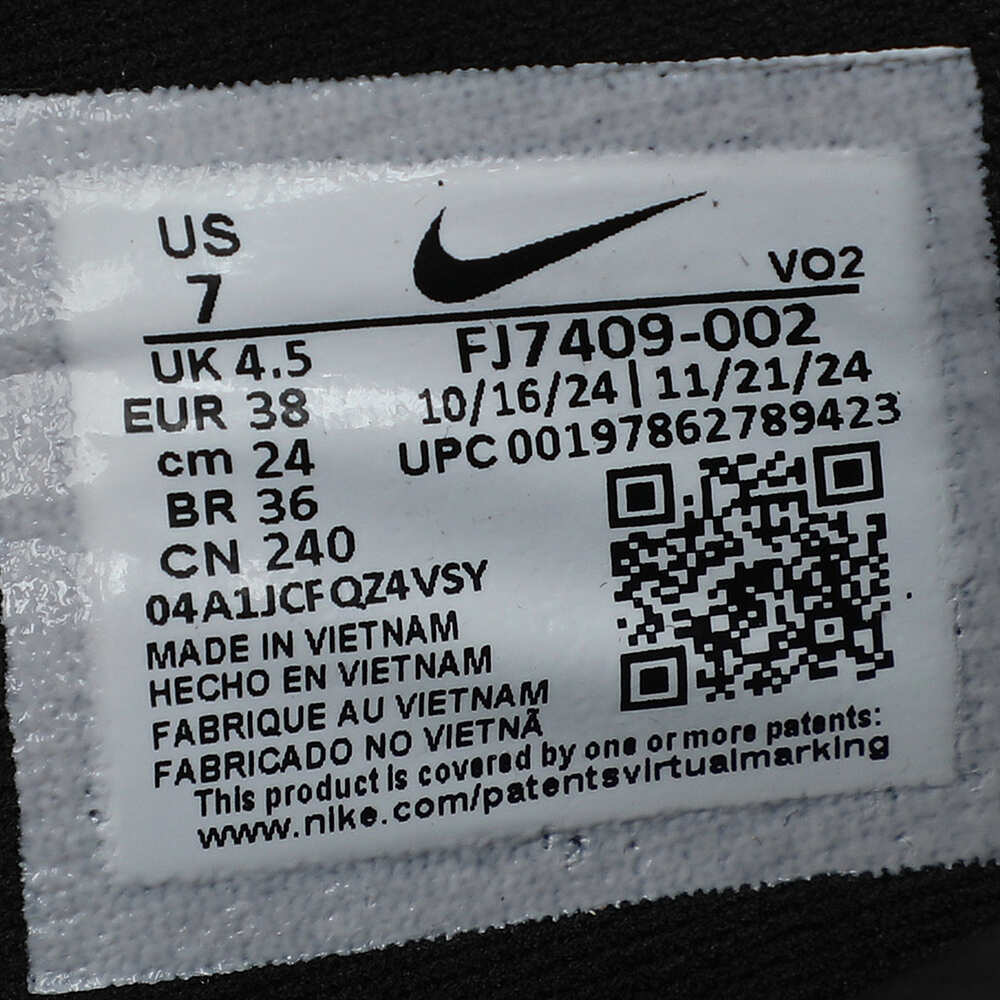 US
7
VO2
UK 4.5
FJ7409-002
EUR 38
10/16/24 | 11/21/24
cm 24
UPC 00197862789423
BR 36
CN 240
04A1JCFQZ4VSY
MADE IN VIETNAM
HECHO EN VIETNAM
FABRIQUE AU VIETNAM
FABRICADO NO VIETNÃ
This product is covered by one or more patents:
www.nike.com/patentsvirtualmarking